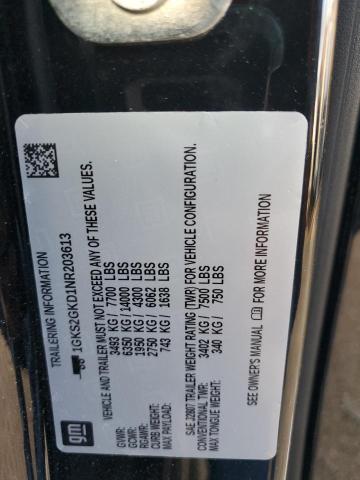 TRAILERING INFORMATION
1GKS2GKD1NR203613
VEHICLE AND TRAILER MUST NOT EXCEED ANY OF THESE VALUES.
GVWR: 3493 KG / 7700 LBS
GCWR: 6350 KG / 14000 LBS
RGAWR: 1950 KG / 4300 LBS
CURB WEIGHT: 2750 KG / 6062 LBS
MAX PAYLOAD: 743 KG / 1638 LBS
SAE J2807 TRAILER WEIGHT RATING (TWR) FOR VEHICLE CONFIGURATION.
CONVENTIONAL TWR: 3402 KG / 7500 LBS
MAX TONGUE WEIGHT: 340 KG / 750 LBS
SEE OWNER'S MANUAL FOR MORE INFORMATION
gm